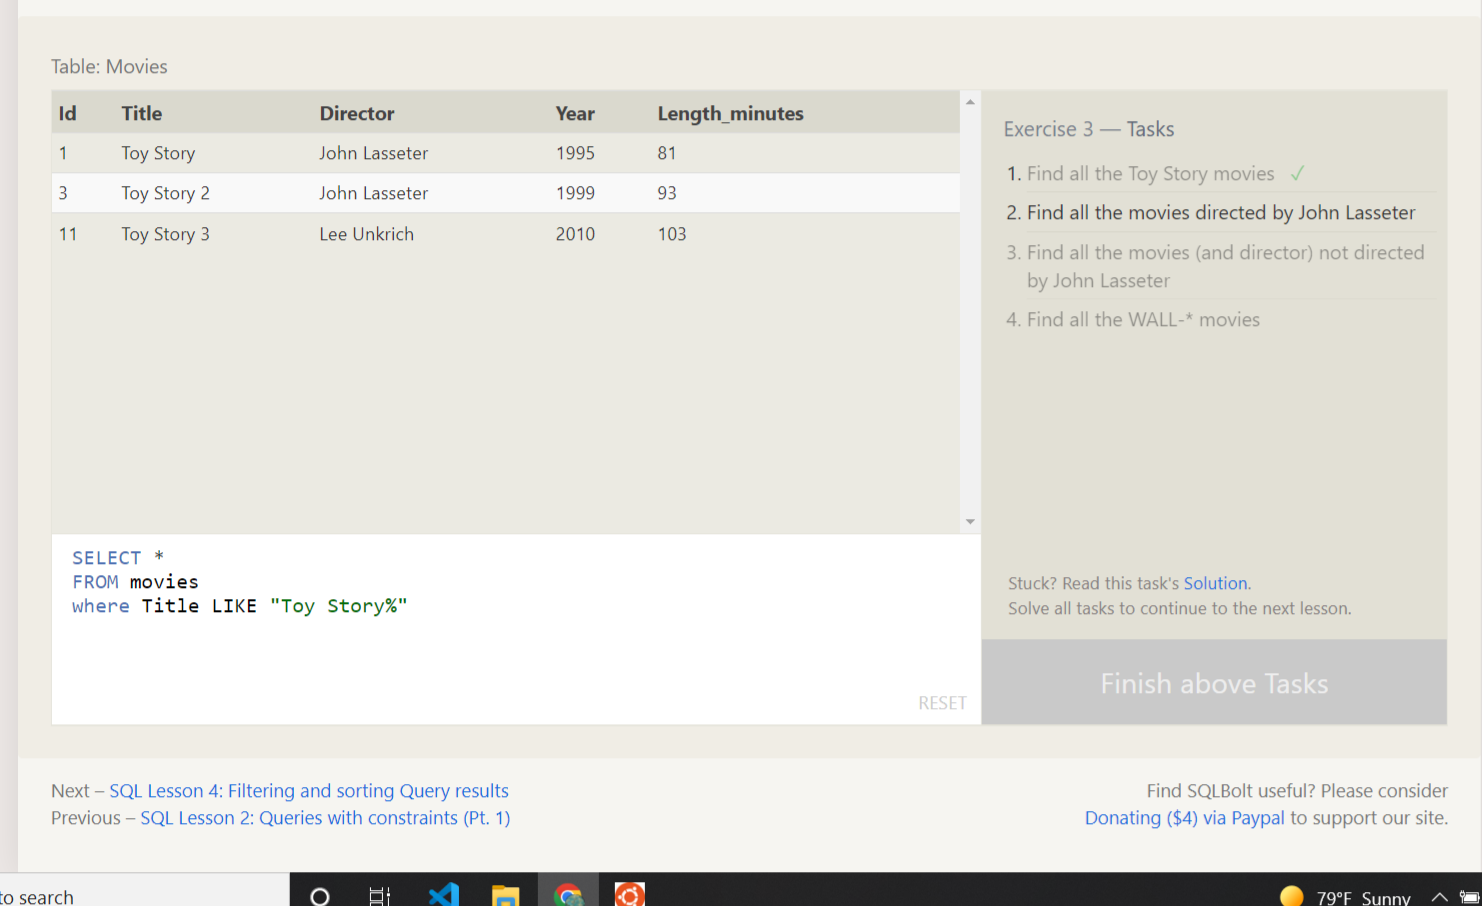 Table: Movies
Id Title Director Year Length_minutes
1 Toy Story John Lasseter 1995 81
3 Toy Story 2 John Lasseter 1999 93
11 Toy Story 3 Lee Unkrich 2010 103
SELECT *
FROM movies
where Title LIKE "Toy Story%"
RESET
Exercise 3 — Tasks
1. Find all the Toy Story movies ✓
2. Find all the movies directed by John Lasseter
3. Find all the movies (and director) not directed
by John Lasseter
4. Find all the WALL-* movies
Stuck? Read this task's Solution.
Solve all tasks to continue to the next lesson.
Finish above Tasks
Next – SQL Lesson 4: Filtering and sorting Query results
Previous – SQL Lesson 2: Queries with constraints (Pt. 1)
Find SQLBolt useful? Please consider
Donating ($4) via Paypal to support our site.
to search
79°F Sunny